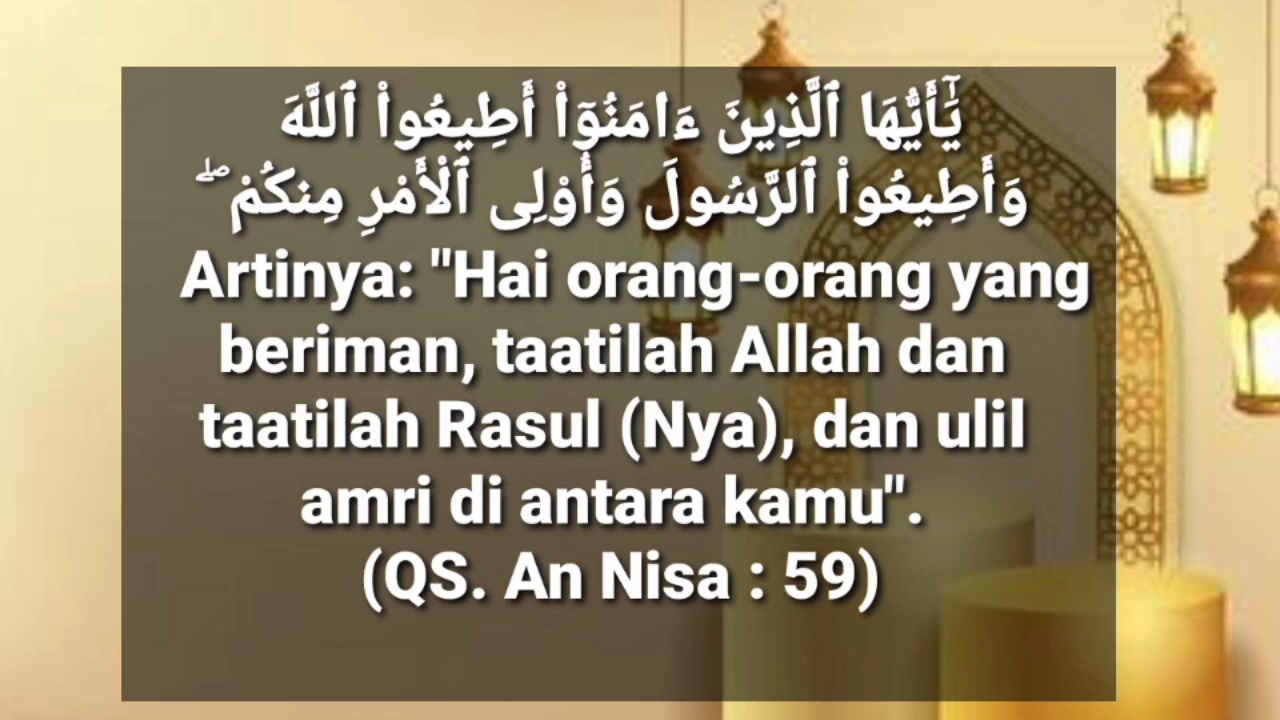 يَٰٓأَيُّهَا ٱلَّذِينَ ءَامَنُوٓا۟ أَطِيعُوا۟ ٱللَّهَ
وَأَطِيعُوا۟ ٱلرَّسُولَ وَأُو۟لِى ٱلْأَمْرِ مِنكُمْ ۖ
Artinya: "Hai orang-orang yang
beriman, taatilah Allah dan
taatilah Rasul (Nya), dan ulil
amri di antara kamu".
(QS. An Nisa : 59)